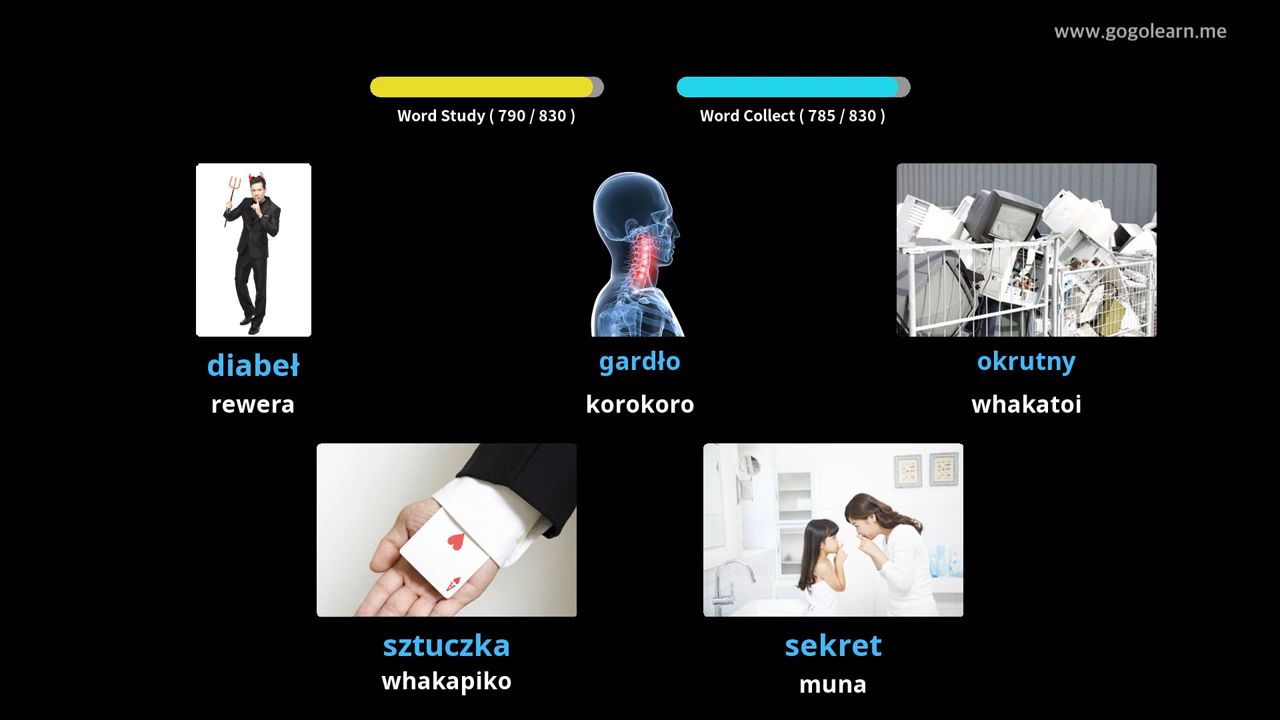 www.gogolearn.me
Word Study ( 790 / 830 )
Word Collect ( 785 / 830 )
diabeł
gardło
okrutny
rewera
korokoro
whakatoi
A
sztuczka
sekret
whakapiko
muna